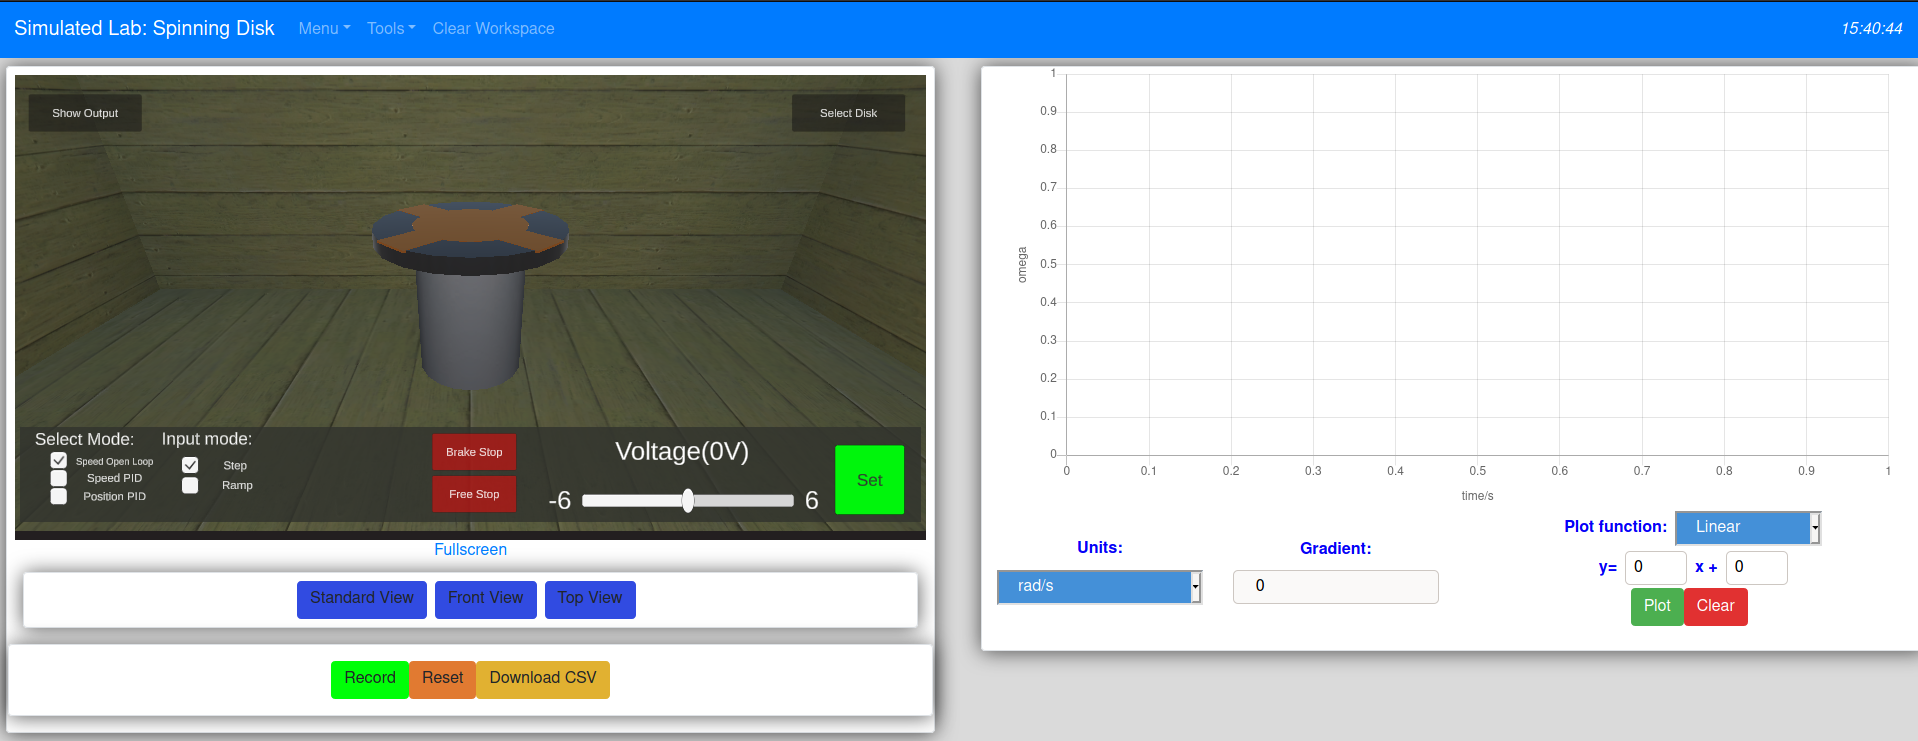 Simulated Lab: Spinning Disk Menu Tools Clear Workspace 15:40:44
Show Output
Select Disk
Select Mode:
Speed Open Loop
Speed PID
Position PID
Input mode:
Step
Ramp
Brake Stop
Free Stop
Voltage(0V)
-6 6
Set
Fullscreen
Standard View Front View Top View
Record Reset Download CSV
1
0.9
0.8
0.7
0.6
0.5
0.4
0.3
0.2
0.1
0
omega
0 0.1 0.2 0.3 0.4 0.5 0.6 0.7 0.8 0.9 1
time/s
Units:
rad/s
Gradient:
0
Plot function: Linear
y= 0 x + 0
Plot Clear